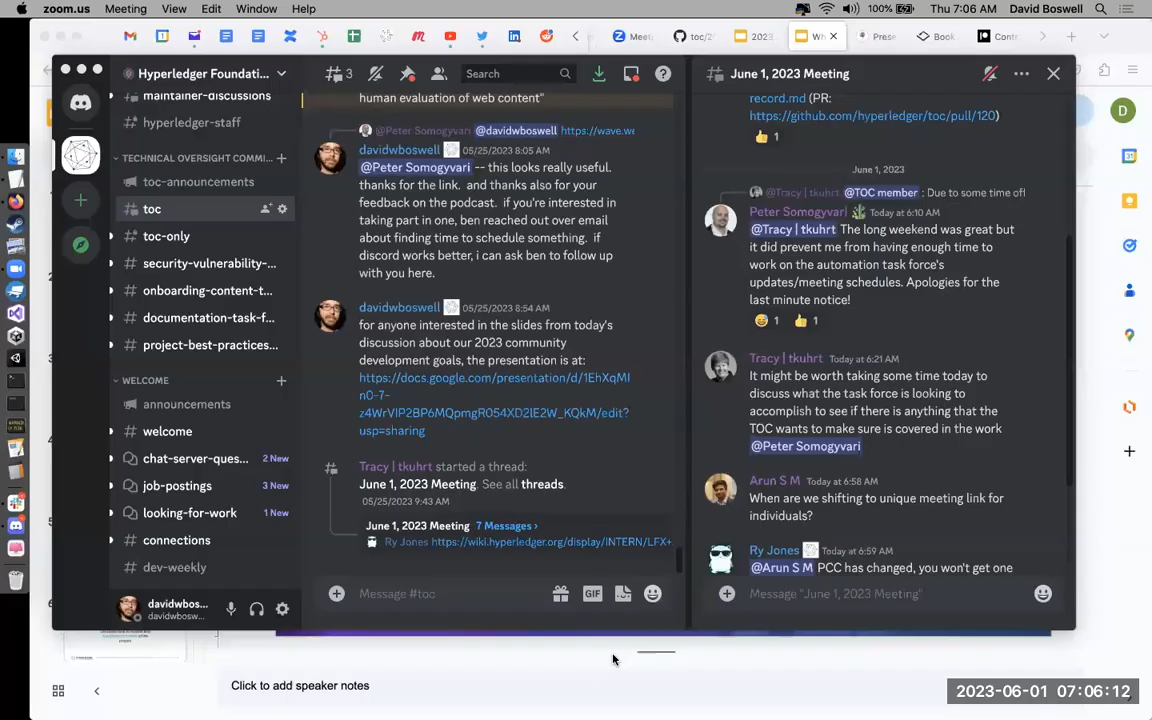 zoom.us Meeting View Edit Window Help 100% Thu 7:06 AM David Boswell
Meet
toc/2
2023
Wh
Prese
Book
Cont
Hyperledger Foundati...
maintainer-discussions
hyperledger-staff
TECHNICAL OVERSIGHT COMMI...
toc-announcements
toc
toc-only
security-vulnerability-...
onboarding-content-t...
documentation-task-f...
project-best-practices...
WELCOME
announcements
welcome
chat-server-ques... 2 New
job-postings 3 New
looking-for-work 1 New
connections
dev-weekly
davidwbos...
davidwbosw...
3
Search
human evaluation of web content"
@Peter Somogyvari @davidwboswell https://wave.we
davidwboswell 05/25/2023 8:05 AM
@Peter Somogyvari -- this looks really useful.
thanks for the link. and thanks also for your
feedback on the podcast. if you're interested in
taking part in one, ben reached out over email
about finding time to schedule something. if
discord works better, i can ask ben to follow up
with you here.
davidwboswell 05/25/2023 8:54 AM
for anyone interested in the slides from today's
discussion about our 2023 community
development goals, the presentation is at:
https://docs.google.com/presentation/d/1EhXqMI
n0-7-
z4WrVIP2BP6MQpmgR054XD2lE2W_KQkM/edit?
usp=sharing
Tracy | tkuhrt started a thread:
June 1, 2023 Meeting. See all threads.
05/25/2023 9:43 AM
June 1, 2023 Meeting 7 Messages ›
Ry Jones https://wiki.hyperledger.org/display/INTERN/LFX+
Message #toc
GIF
June 1, 2023 Meeting
record.md (PR:
https://github.com/hyperledger/toc/pull/120)
1
June 1, 2023
@Tracy | tkuhrt @TOC member : Due to some time off
Peter Somogyvari Today at 6:10 AM
@Tracy | tkuhrt The long weekend was great but
it did prevent me from having enough time to
work on the automation task force's
updates/meeting schedules. Apologies for the
last minute notice!
1 1
Tracy | tkuhrt Today at 6:21 AM
It might be worth taking some time today to
discuss what the task force is looking to
accomplish to see if there is anything that the
TOC wants to make sure is covered in the work
@Peter Somogyvari
Arun S M Today at 6:58 AM
When are we shifting to unique meeting link for
individuals?
Ry Jones Today at 6:59 AM
@Arun S M PCC has changed, you won't get one
Message "June 1, 2023 Meeting"
D
Click to add speaker notes
2023-06-01 07:06:12